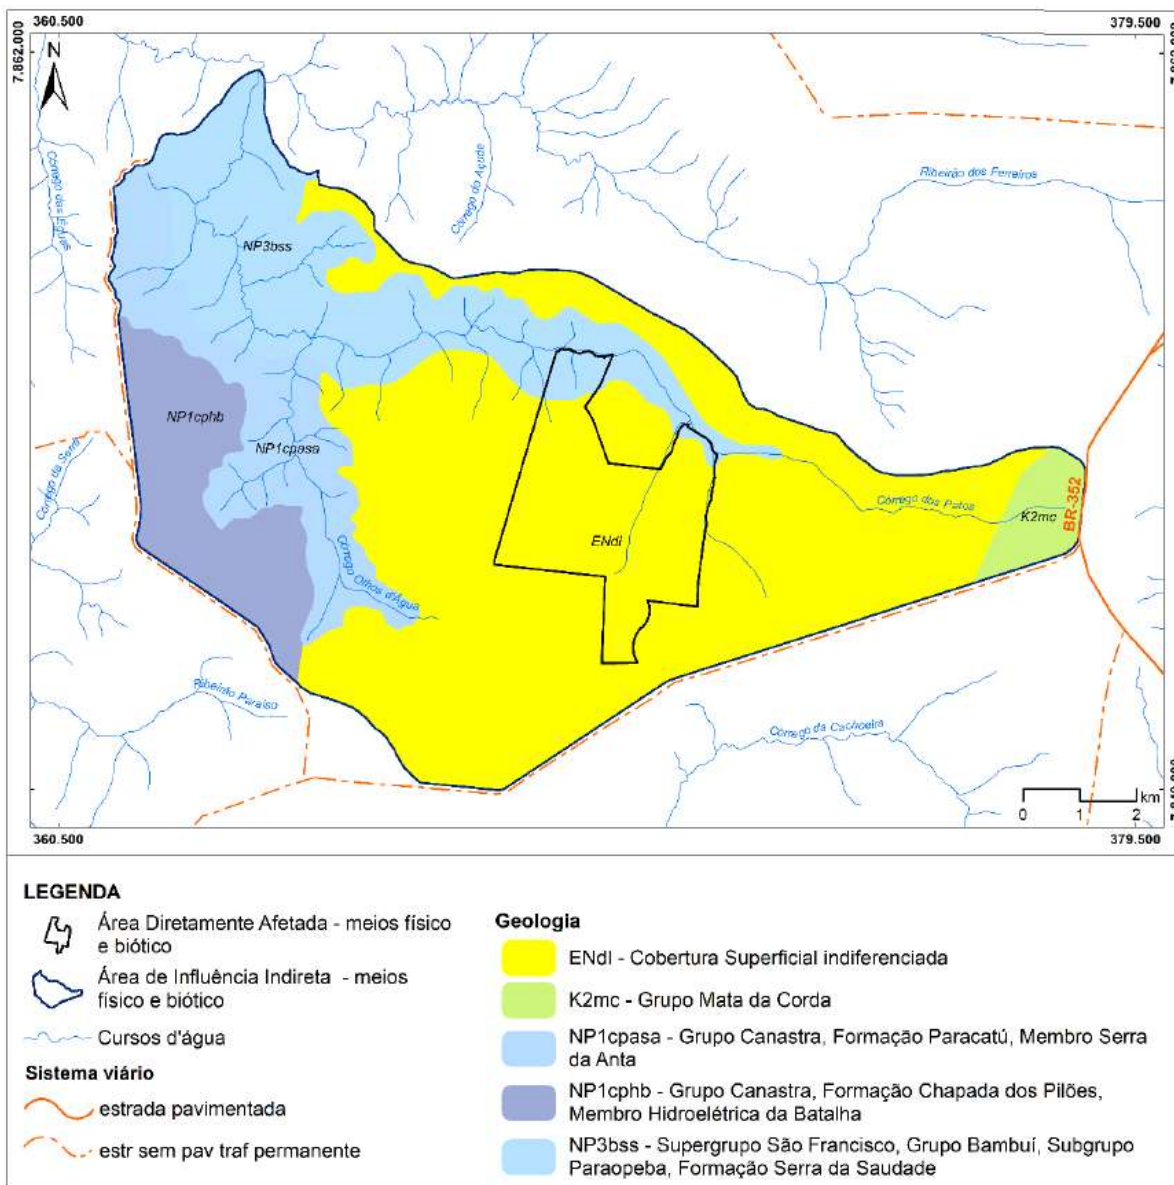 360.500
379.500
7.862.000
N
Córrego das Éguas
Córrego do Açude
Ribeirão dos Ferreiros
NP3bss
NP1cphb
NP1cpasa
Córrego da Serra
Córrego dos Patos
K2mc
BR-352
ENdl
Córrego Olhos d'Água
Ribeirão Paraíso
Córrego da Cachoeira
km
0 1 2
360.500
379.500
LEGENDA
Área Diretamente Afetada - meios físico
e biótico
Área de Influência Indireta - meios
físico e biótico
Cursos d'água
Sistema viário
estrada pavimentada
estr sem pav traf permanente
Geologia
ENdl - Cobertura Superficial indiferenciada
K2mc - Grupo Mata da Corda
NP1cpasa - Grupo Canastra, Formação Paracatú, Membro Serra
da Anta
NP1cphb - Grupo Canastra, Formação Chapada dos Pilões,
Membro Hidroelétrica da Batalha
NP3bss - Supergrupo São Francisco, Grupo Bambuí, Subgrupo
Paraopeba, Formação Serra da Saudade